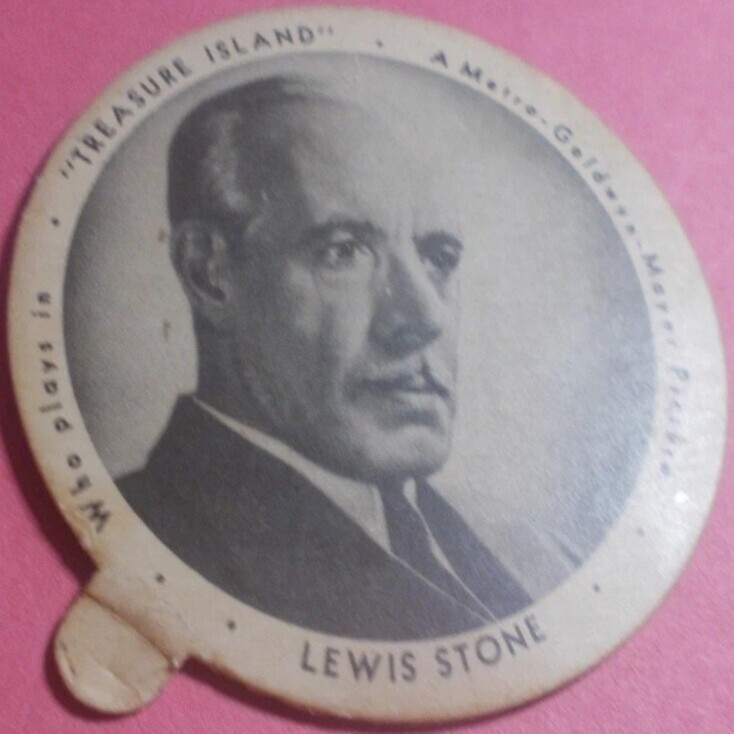 LEWIS STONE
Who plays in
"TREASURE ISLAND"
A Metro-Goldwyn-Mayer Picture